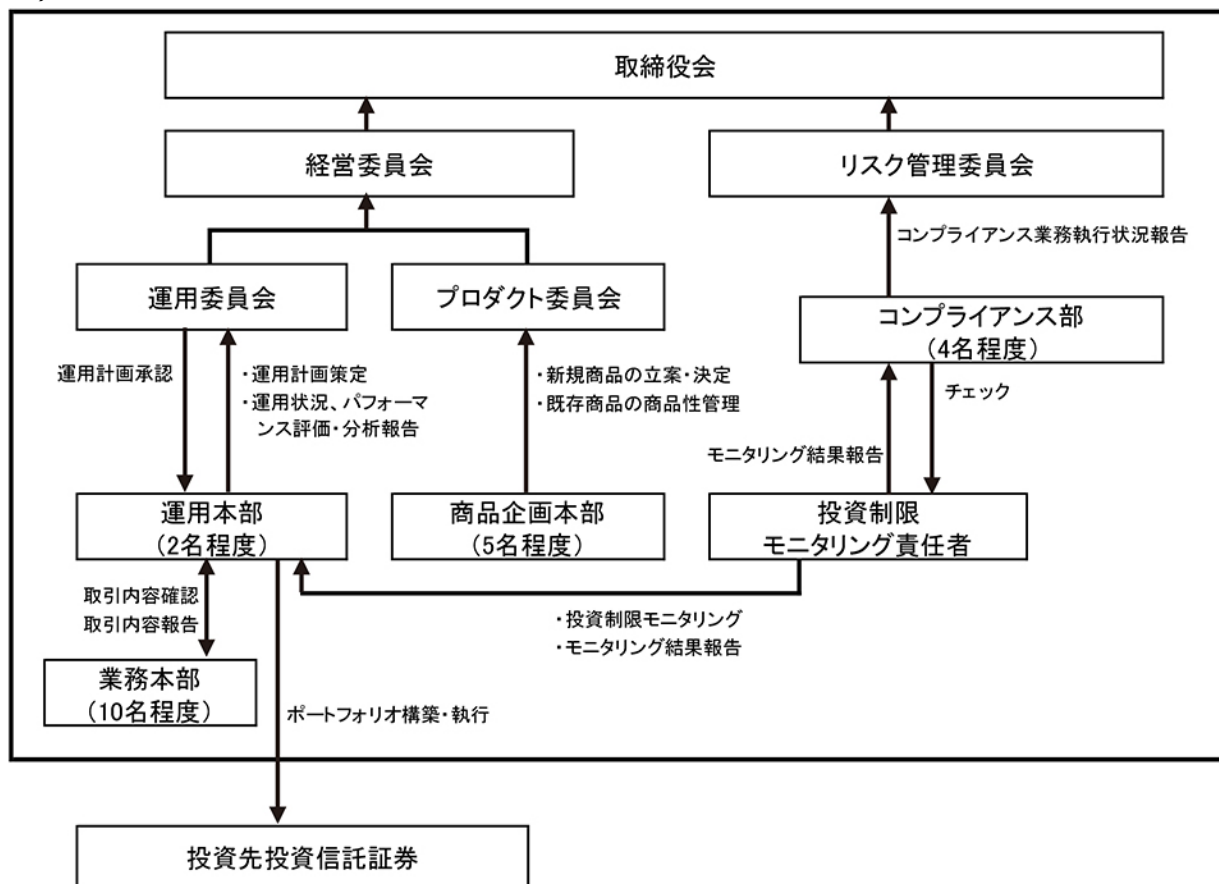 取締役会
経営委員会
リスク管理委員会
コンプライアンス業務執行状況報告
運用委員会
プロダクト委員会
コンプライアンス部
(4名程度)
運用計画承認
・運用計画策定
・運用状況、パフォーマ
ンス評価・分析報告
・新規商品の立案・決定
・既存商品の商品性管理
チェック
モニタリング結果報告
運用本部
(2名程度)
商品企画本部
(5名程度)
投資制限
モニタリング責任者
取引内容確認
取引内容報告
・投資制限モニタリング
・モニタリング結果報告
業務本部
(10名程度)
ポートフォリオ構築・執行
投資先投資信託証券